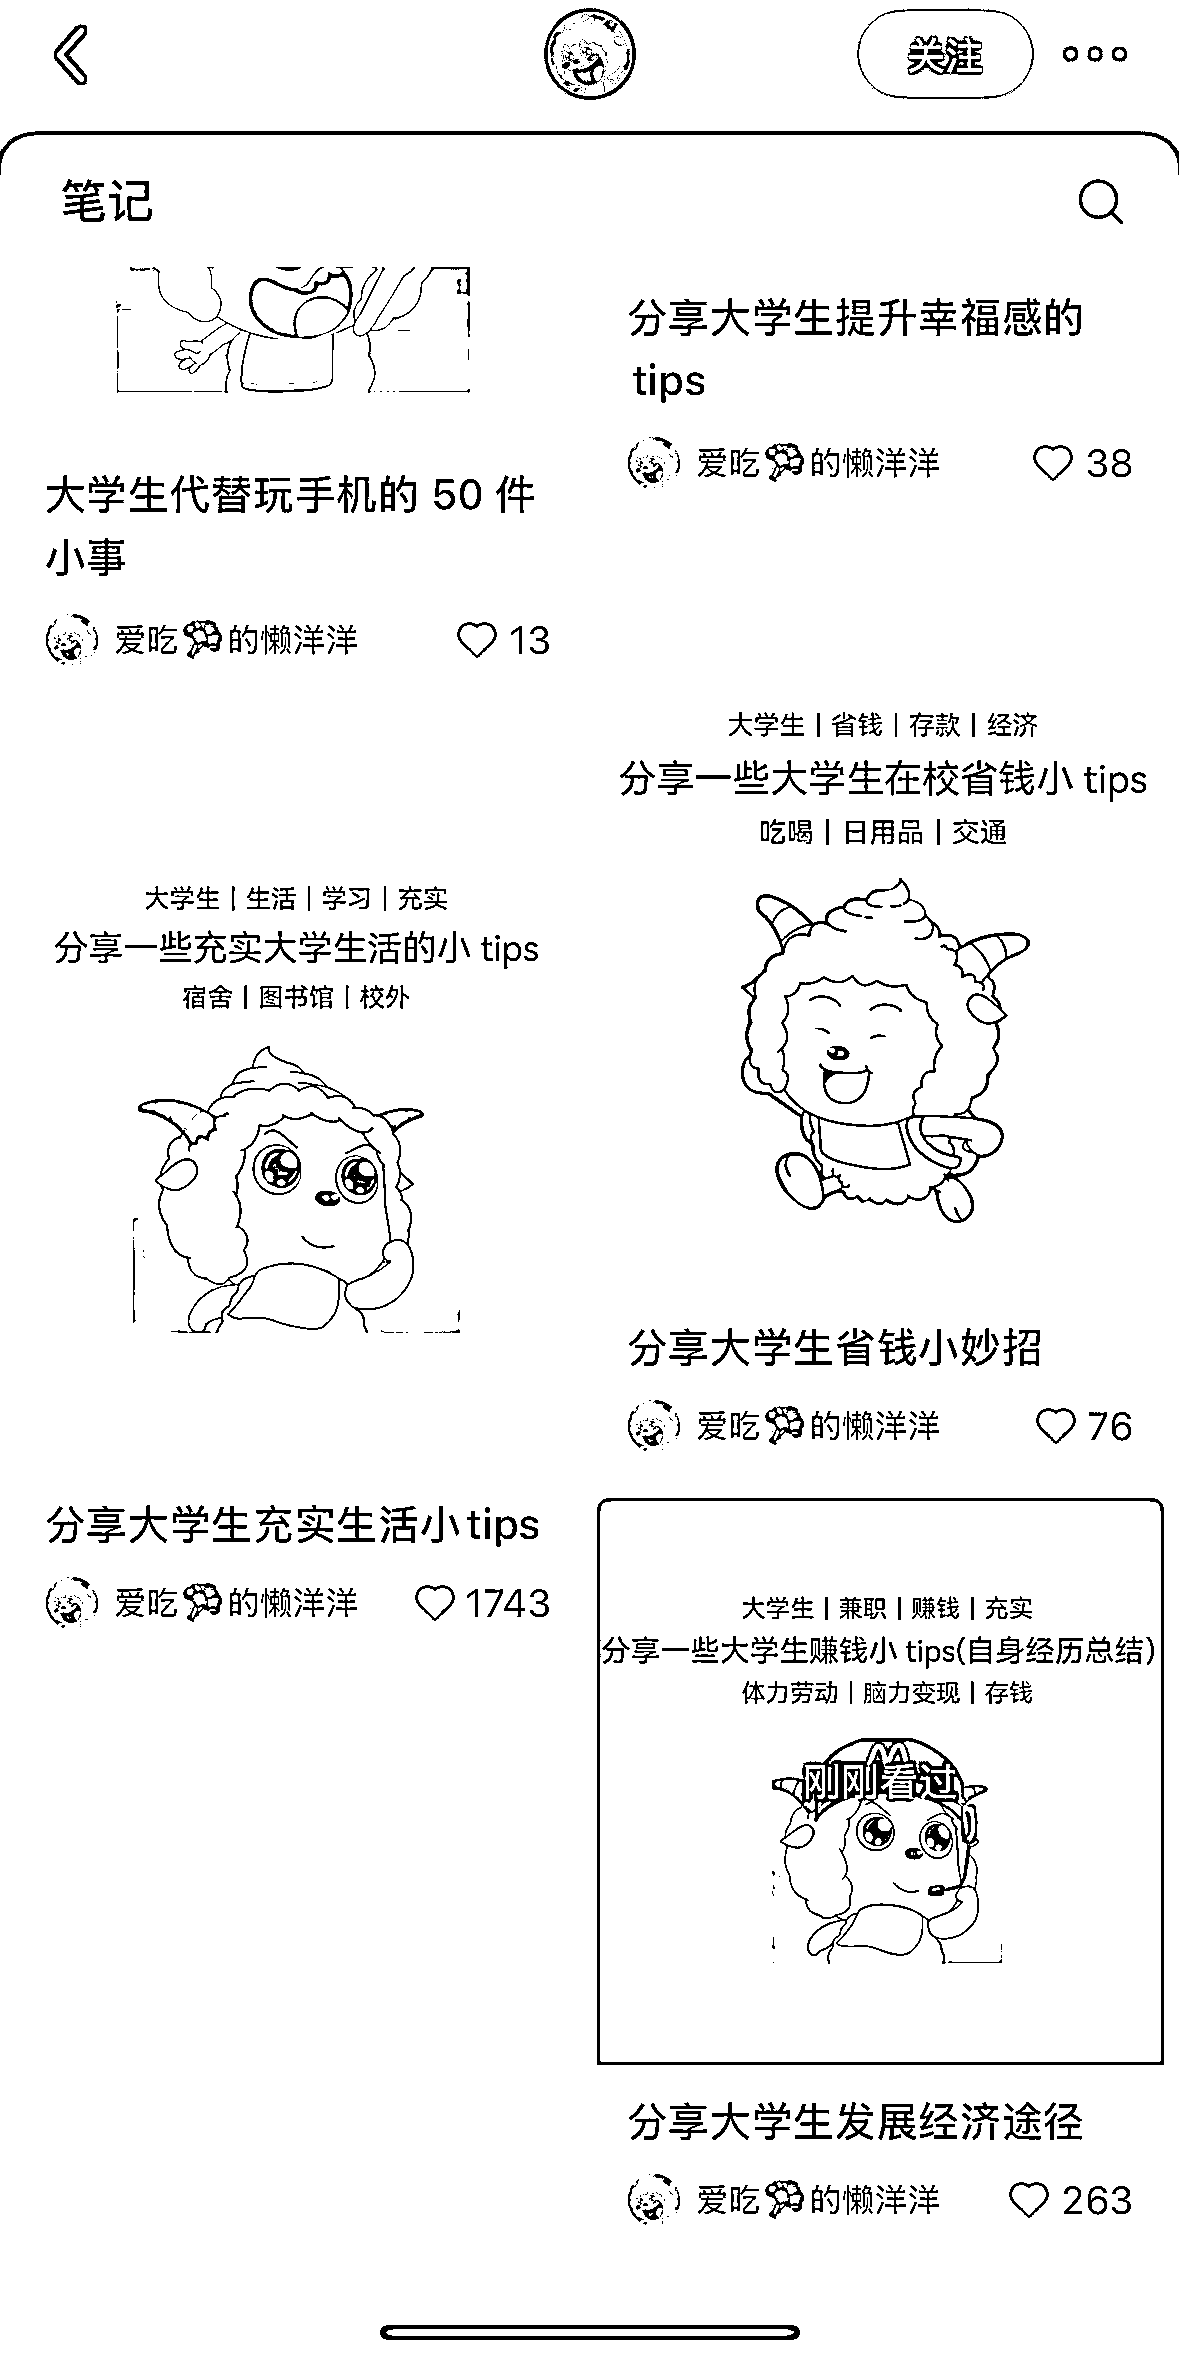 关注
笔记
大学生代替玩手机的 50 件
小事
爱吃🥦的懒洋洋
13
分享大学生提升幸福感的
tips
爱吃🥦的懒洋洋
38
大学生 | 生活 | 学习 | 充实
分享一些充实大学生活的小 tips
宿舍 | 图书馆 | 校外
分享大学生充实生活小tips
爱吃🥦的懒洋洋
1743
大学生 | 省钱 | 存款 | 经济
分享一些大学生在校省钱小 tips
吃喝 | 日用品 | 交通
分享大学生省钱小妙招
爱吃🥦的懒洋洋
76
大学生 | 兼职 | 赚钱 | 充实
分享一些大学生赚钱小 tips(自身经历总结)
体力劳动 | 脑力变现 | 存钱
刚刚看过
分享大学生发展经济途径
爱吃🥦的懒洋洋
263